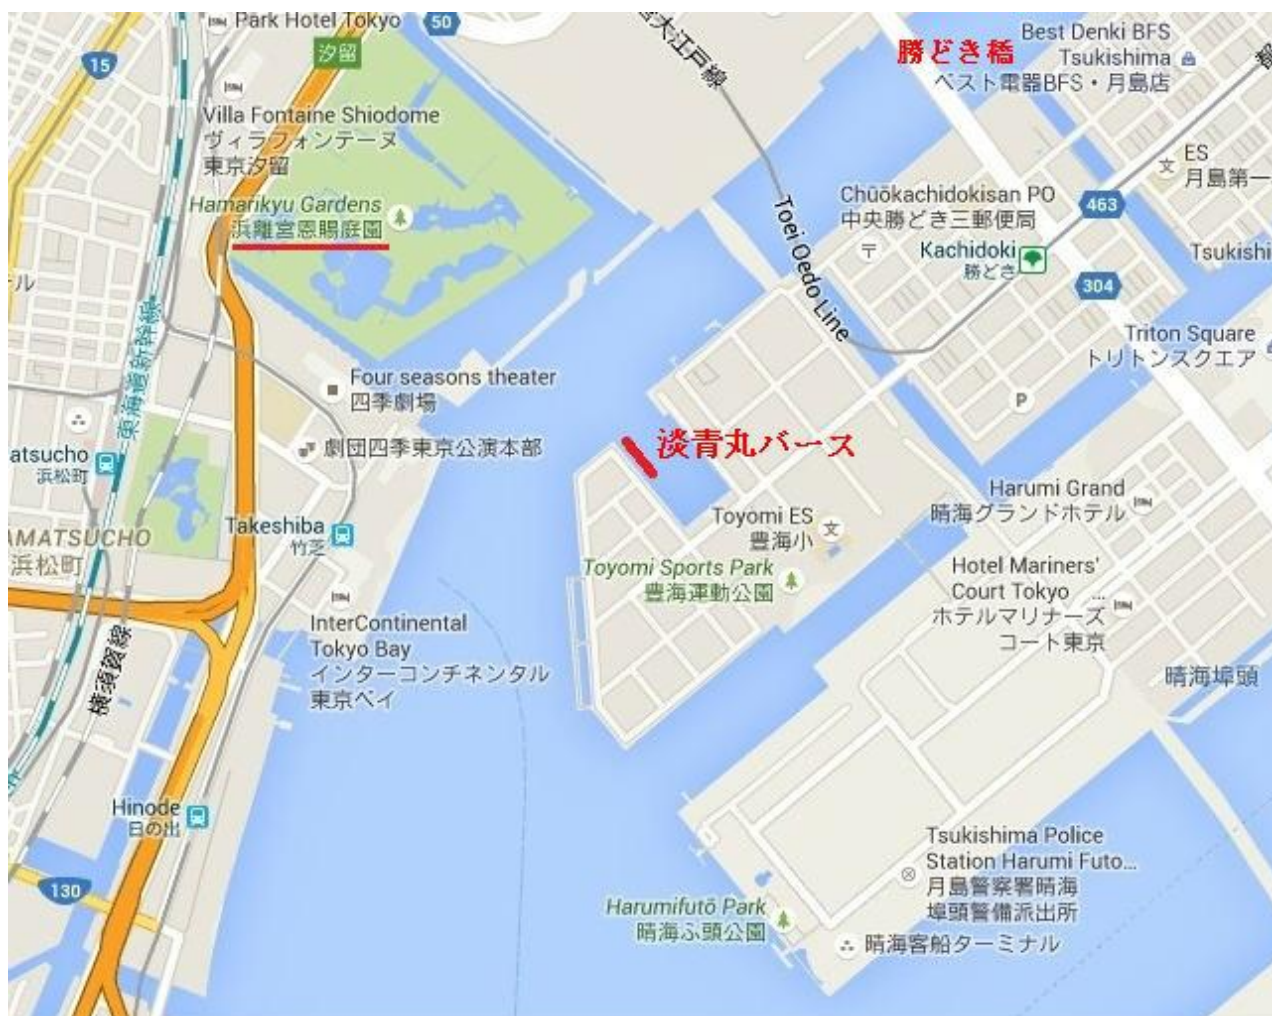 Park Hotel Tokyo
50
汐留
15
Villa Fontaine Shiodome
ヴィラフォンテーヌ
東京汐留
Hamarikyu Gardens
浜離宮恩賜庭園
大江戸線
勝どき橋
Best Denki BFS
Tsukishima
ベスト電器BFS・月島店
ES
月島第一
Chūōkachidokisan PO
中央勝どき三郵便局
463
Kachidoki
勝どき
Tsukishi
304
Toei Oedo Line
Triton Square
トリトンスクエア
P
ール
東海道新幹線
Four seasons theater
四季劇場
劇団四季東京公演本部
淡青丸バース
atsucho
浜松町
Harumi Grand
晴海グランドホテル
Toyomi ES
豊海小
文
Takeshiba
竹芝
AMATSUCHO
浜松町
Toyomi Sports Park
豊海運動公園
Hotel Mariners'
Court Tokyo ...
ホテルマリナーズ
コート東京
InterContinental
Tokyo Bay
インターコンチネンタル
東京ベイ
横須賀線
晴海埠頭
Hinode
日の出
130
Tsukishima Police
Station Harumi Futo...
月島警察署晴海
埠頭警備派出所
Harumifutō Park
晴海ふ頭公園
晴海客船ターミナル